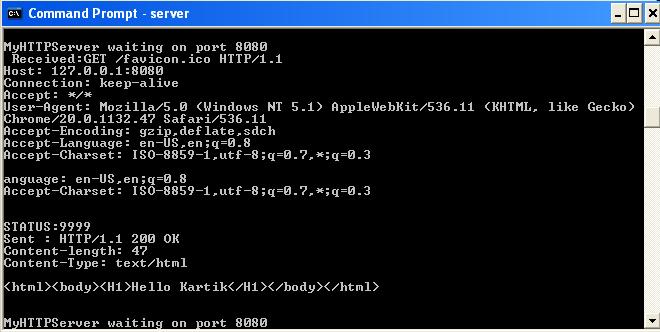 Command Prompt - server
MyHTTPServer waiting on port 8080
Received:GET /favicon.ico HTTP/1.1
Host: 127.0.0.1:8080
Connection: keep-alive
Accept: */*
User-Agent: Mozilla/5.0 (Windows NT 5.1) AppleWebKit/536.11 (KHTML, like Gecko)
Chrome/20.0.1132.47 Safari/536.11
Accept-Encoding: gzip,deflate,sdch
Accept-Language: en-US,en;q=0.8
Accept-Charset: ISO-8859-1,utf-8;q=0.7,*;q=0.3
anguage: en-US,en;q=0.8
Accept-Charset: ISO-8859-1,utf-8;q=0.7,*;q=0.3
STATUS:9999
Sent : HTTP/1.1 200 OK
Content-length: 47
Content-Type: text/html
<html><body><H1>Hello Kartik</H1></body></html>
MyHTTPServer waiting on port 8080